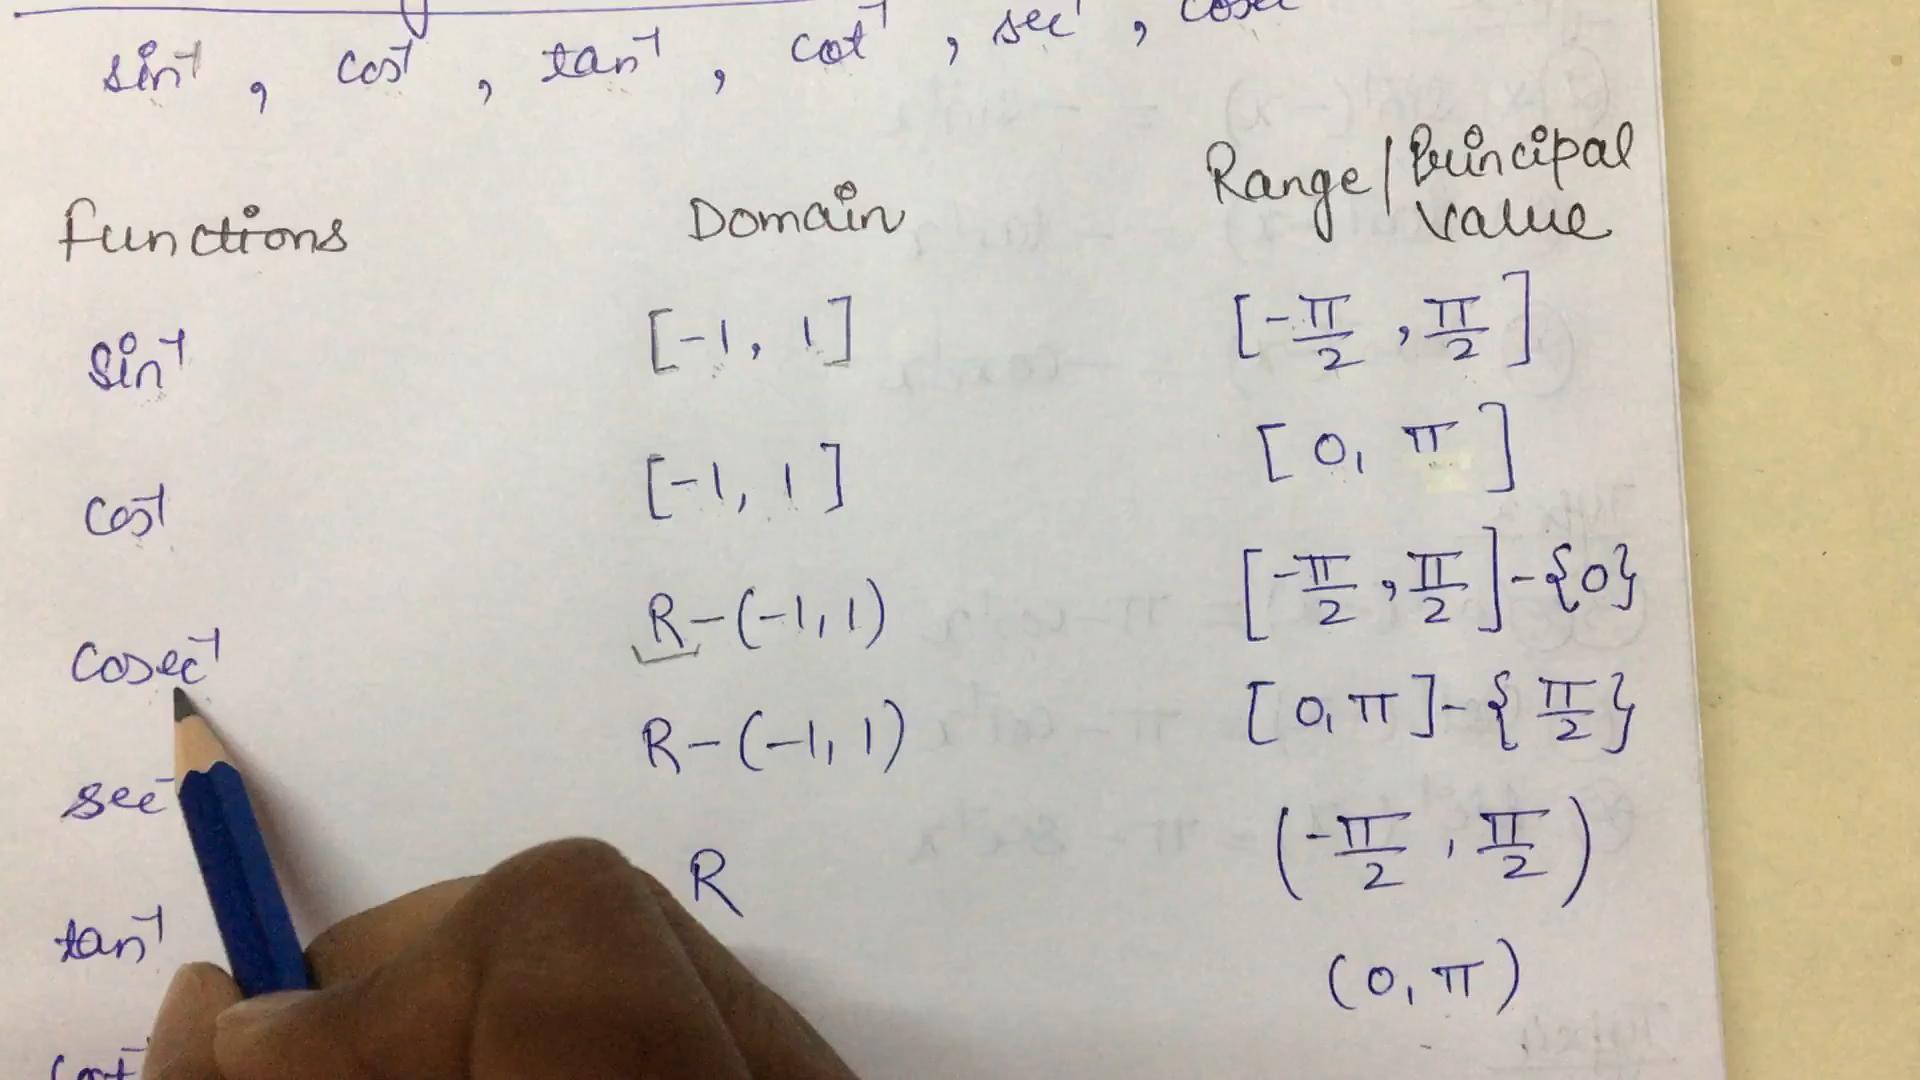 sin⁻¹, cos⁻¹, tan⁻¹, cot⁻¹, sec⁻¹, cosec
Functions Domain Range/Principal Value
Sin⁻¹ [-1, 1] [-π/2, π/2]
Cos⁻¹ [-1, 1] [0, π]
Cosec⁻¹ R-(-1,1) [-π/2, π/2]-{0}
sec⁻ R-(-1,1) [0, π]-{π/2}
tan⁻¹ R (-π/2, π/2)
(0, π)